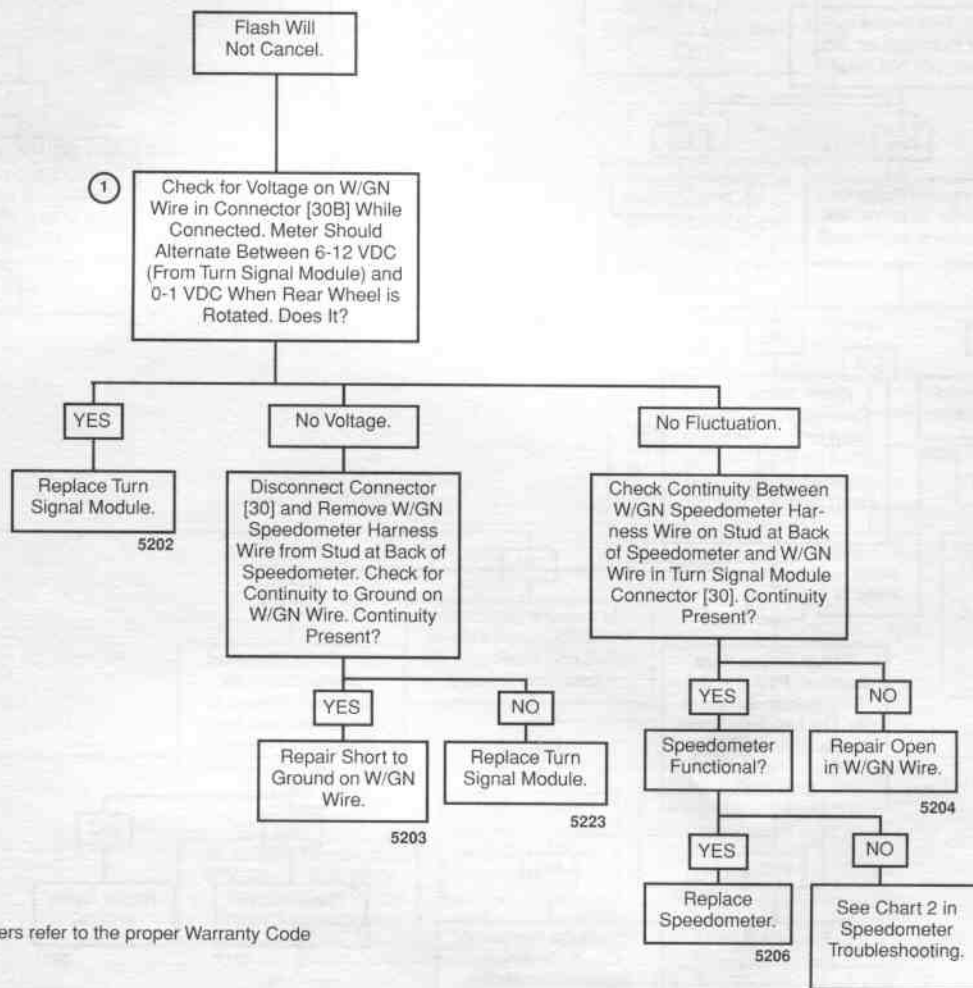 Flash Will
Not Cancel.
1
Check for Voltage on W/GN
Wire in Connector [30B] While
Connected. Meter Should
Alternate Between 6-12 VDC
(From Turn Signal Module) and
0-1 VDC When Rear Wheel is
Rotated. Does It?
YES
No Voltage.
No Fluctuation.
Replace Turn
Signal Module.
5202
Disconnect Connector
[30] and Remove W/GN
Speedometer Harness
Wire from Stud at Back of
Speedometer. Check for
Continuity to Ground on
W/GN Wire. Continuity
Present?
Check Continuity Between
W/GN Speedometer Har-
ness Wire on Stud at Back
of Speedometer and W/GN
Wire in Turn Signal Module
Connector [30]. Continuity
Present?
YES
NO
YES
NO
Repair Short to
Ground on W/GN
Wire.
5203
Replace Turn
Signal Module.
5223
Speedometer
Functional?
Repair Open
in W/GN Wire.
5204
YES
NO
Replace
Speedometer.
5206
See Chart 2 in
Speedometer
Troubleshooting.
ers refer to the proper Warranty Code